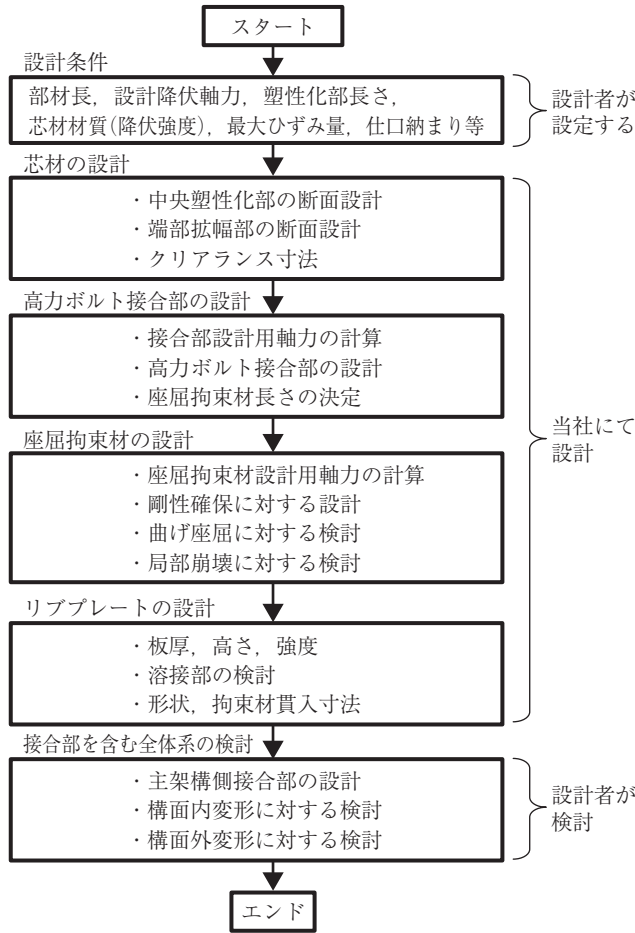 スタート
設計条件
部材長，設計降伏軸力，塑性化部長さ，
芯材材質(降伏強度)，最大ひずみ量，仕口納まり等
設計者が
設定する
芯材の設計
・中央塑性化部の断面設計
・端部拡幅部の断面設計
・クリアランス寸法
高力ボルト接合部の設計
・接合部設計用軸力の計算
・高力ボルト接合部の設計
・座屈拘束材長さの決定
座屈拘束材の設計
・座屈拘束材設計用軸力の計算
・剛性確保に対する設計
・曲げ座屈に対する検討
・局部崩壊に対する検討
リブプレートの設計
・板厚，高さ，強度
・溶接部の検討
・形状，拘束材貫入寸法
当社にて
設計
接合部を含む全体系の検討
・主架構側接合部の設計
・構面内変形に対する検討
・構面外変形に対する検討
設計者が
検討
エンド